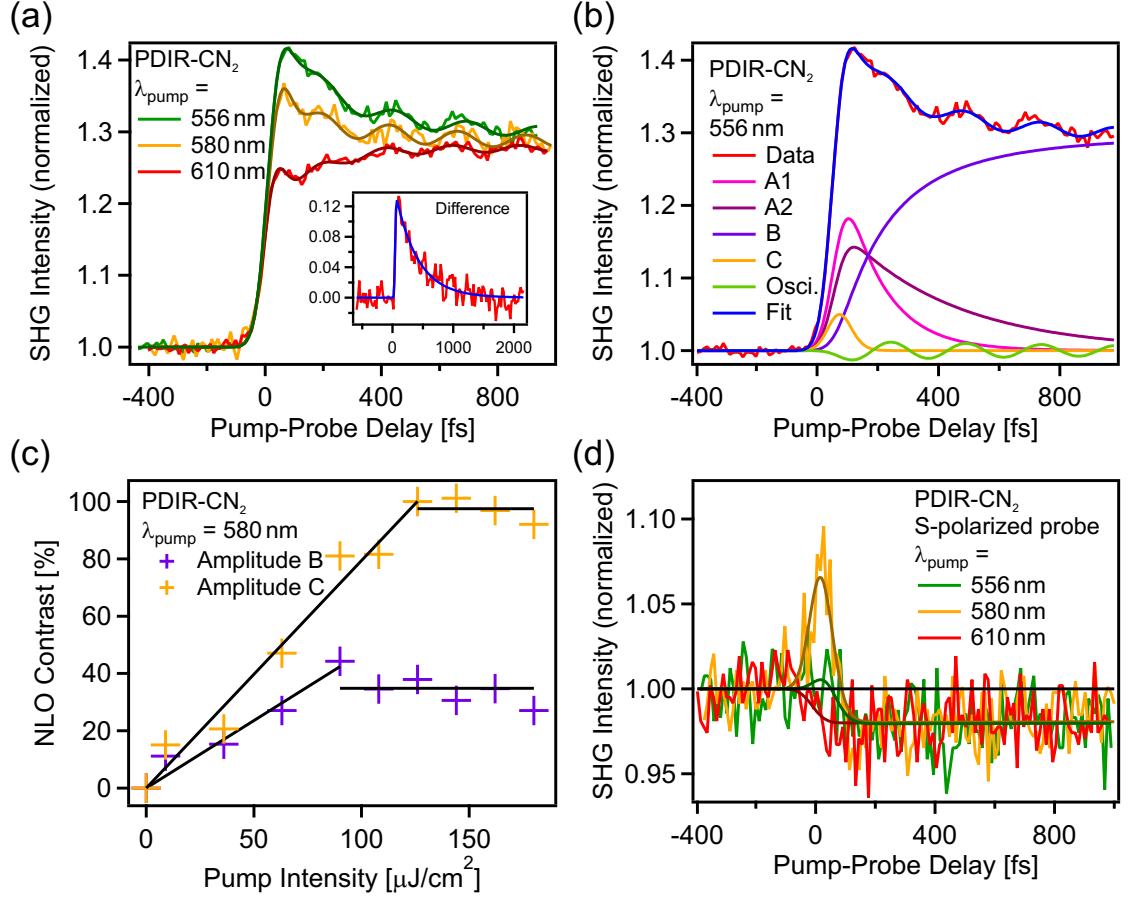 (a)
SHG Intensity (normalized)
1.4
1.3
1.2
1.1
1.0
PDIR-CN₂
λpump =
556 nm
580 nm
610 nm
Difference
0.12
0.08
0.04
0.00
0
1000
2000
-400
0
400
800
Pump-Probe Delay [fs]
(b)
SHG Intensity (normalized)
1.4
1.3
1.2
1.1
1.0
PDIR-CN₂
λpump =
556 nm
Data
A1
A2
B
C
Osci.
Fit
-400
0
400
800
Pump-Probe Delay [fs]
(c)
NLO Contrast [%]
100
80
60
40
20
0
PDIR-CN₂
λpump = 580 nm
Amplitude B
Amplitude C
0
50
100
150
Pump Intensity [μJ/cm²]
(d)
SHG Intensity (normalized)
1.10
1.05
1.00
0.95
PDIR-CN₂
S-polarized probe
λpump =
556 nm
580 nm
610 nm
-400
0
400
800
Pump-Probe Delay [fs]